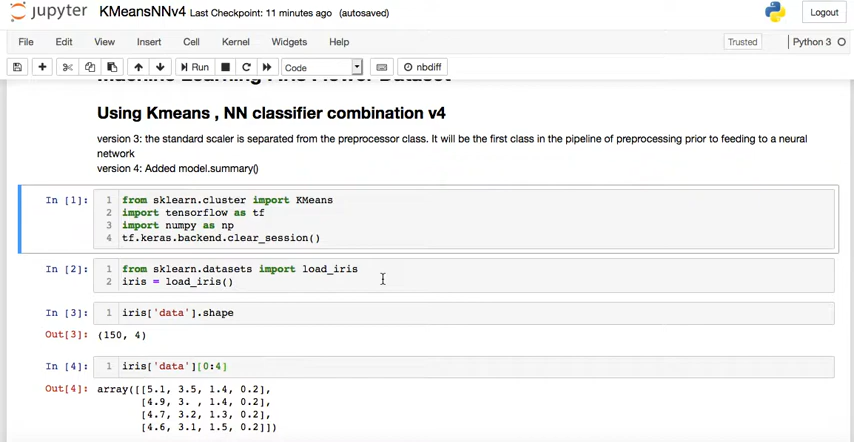 jupyter KMeansNNv4 Last Checkpoint: 11 minutes ago (autosaved)
Logout
File Edit View Insert Cell Kernel Widgets Help
Trusted Python 3
Run Code nbdiff
Machine Learning Iris Flower Dataset
Using Kmeans , NN classifier combination v4
version 3: the standard scaler is separated from the preprocessor class. It will be the first class in the pipeline of preprocessing prior to feeding to a neural
network
version 4: Added model.summary()
In [1]: 1 from sklearn.cluster import KMeans
2 import tensorflow as tf
3 import numpy as np
4 tf.keras.backend.clear_session()
In [2]: 1 from sklearn.datasets import load_iris
2 iris = load_iris()
In [3]: 1 iris['data'].shape
Out[3]: (150, 4)
In [4]: 1 iris['data'][0:4]
Out[4]: array([[5.1, 3.5, 1.4, 0.2],
[4.9, 3. , 1.4, 0.2],
[4.7, 3.2, 1.3, 0.2],
[4.6, 3.1, 1.5, 0.2]])